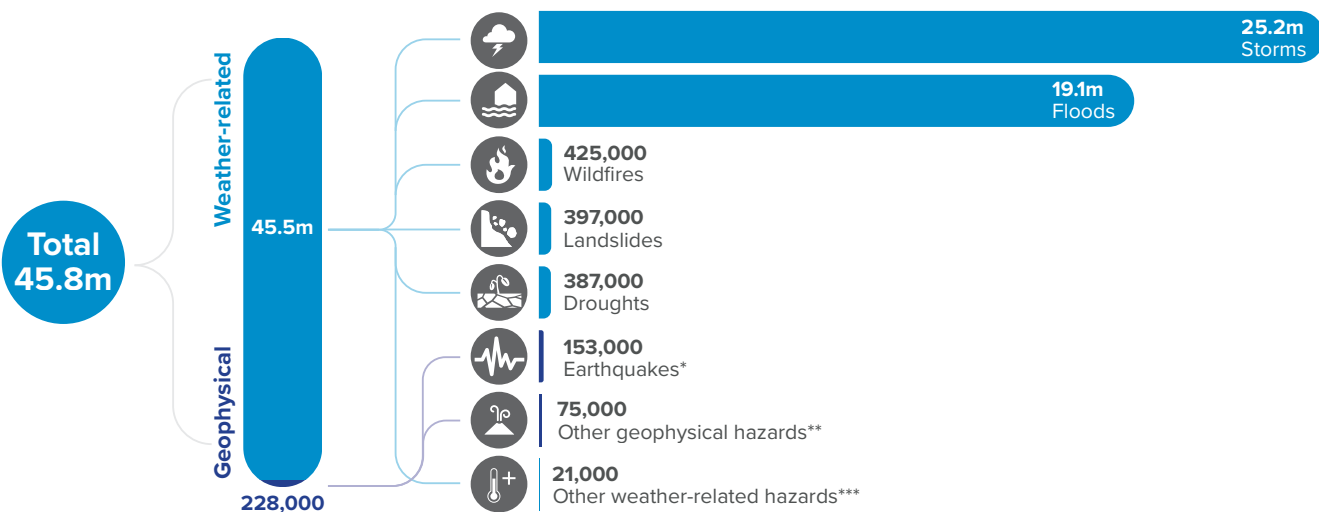 Total
45.8m
Weather-related
45.5m
Geophysical
228,000
25.2m
Storms
19.1m
Floods
425,000
Wildfires
397,000
Landslides
387,000
Droughts
153,000
Earthquakes*
75,000
Other geophysical hazards**
21,000
Other weather-related hazards***